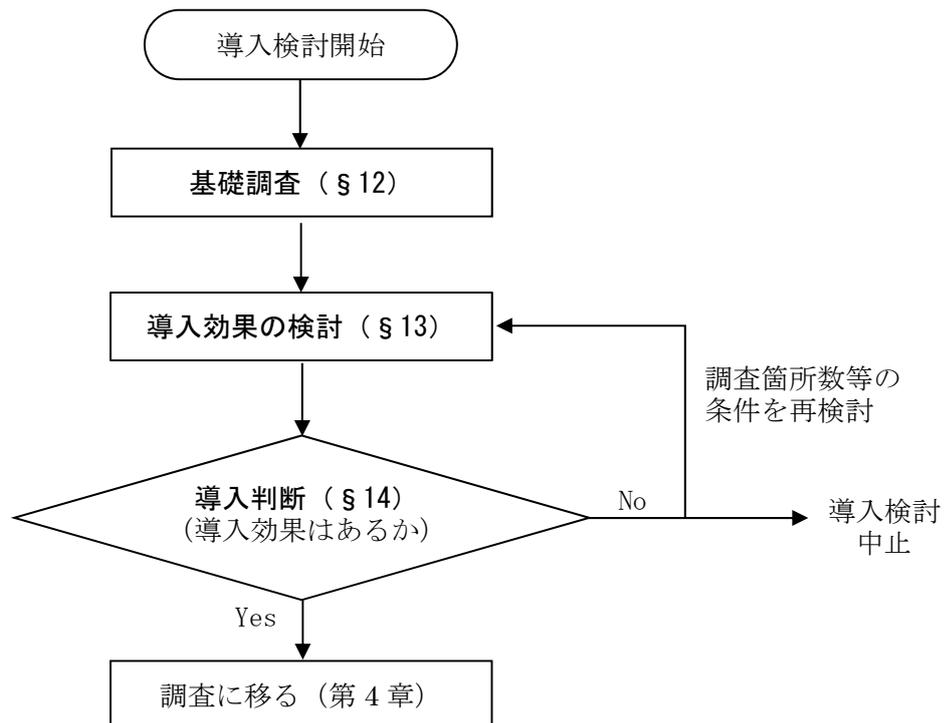 導入検討開始
基礎調査（§12）
導入効果の検討（§13）
調査箇所数等の
条件を再検討
導入判断（§14）
（導入効果はあるか）
No
導入検討
中止
Yes
調査に移る（第 4 章）